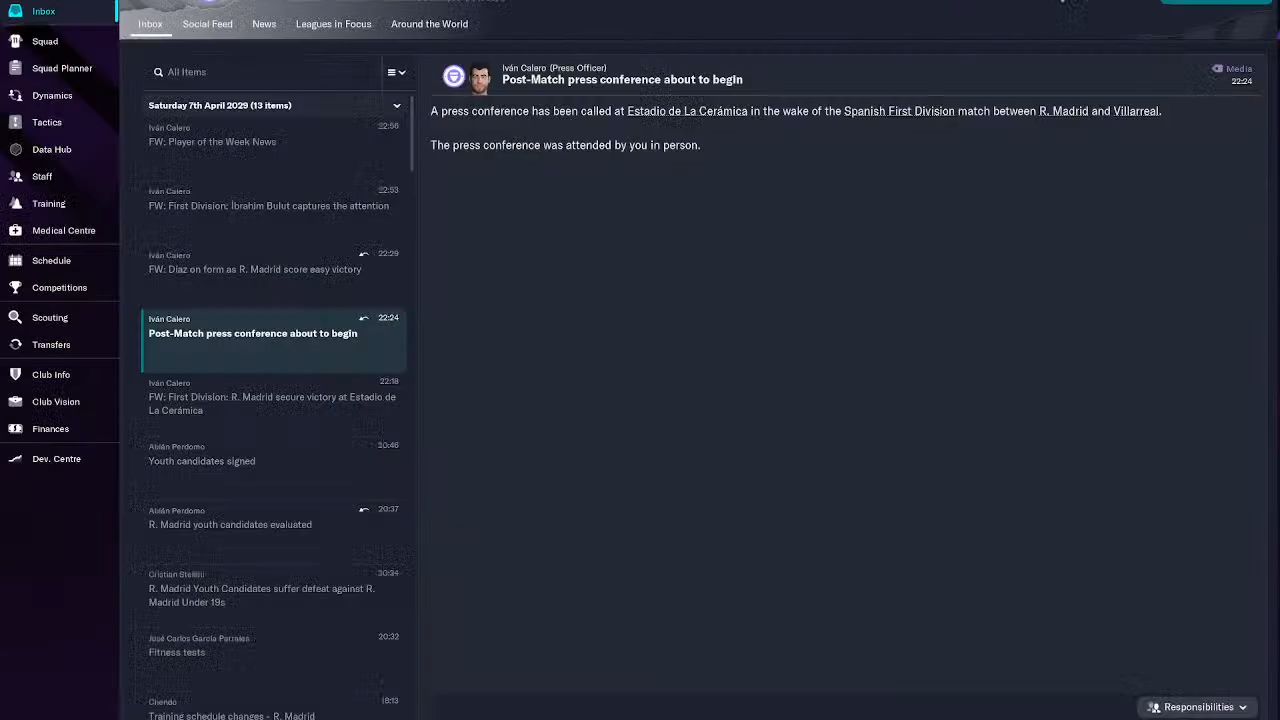 Inbox
Squad
Squad Planner
Dynamics
Tactics
Data Hub
Staff
Training
Medical Centre
Schedule
Competitions
Scouting
Transfers
Club Info
Club Vision
Finances
Dev. Centre
Inbox
Social Feed
News
Leagues in Focus
Around the World
All Items
Saturday 7th April 2029 (13 items)
Iván Calero
22:56
FW: Player of the Week News
Iván Calero
22:53
FW: First Division: İbrahim Bulut captures the attention
Iván Calero
22:29
FW: Díaz on form as R. Madrid score easy victory
Iván Calero
22:24
Post-Match press conference about to begin
Iván Calero
22:18
FW: First Division: R. Madrid secure victory at Estadio de
La Cerámica
Abián Perdomo
20:46
Youth candidates signed
Abián Perdomo
20:37
R. Madrid youth candidates evaluated
Cristian Stellini
20:34
R. Madrid Youth Candidates suffer defeat against R.
Madrid Under 19s
José Carlos García Parrales
20:32
Fitness tests
Chendo
18:13
Training schedule changes - R. Madrid
Iván Calero (Press Officer)
Post-Match press conference about to begin
Media
22:24
A press conference has been called at Estadio de La Cerámica in the wake of the Spanish First Division match between R. Madrid and Villarreal.
The press conference was attended by you in person.
Responsibilities